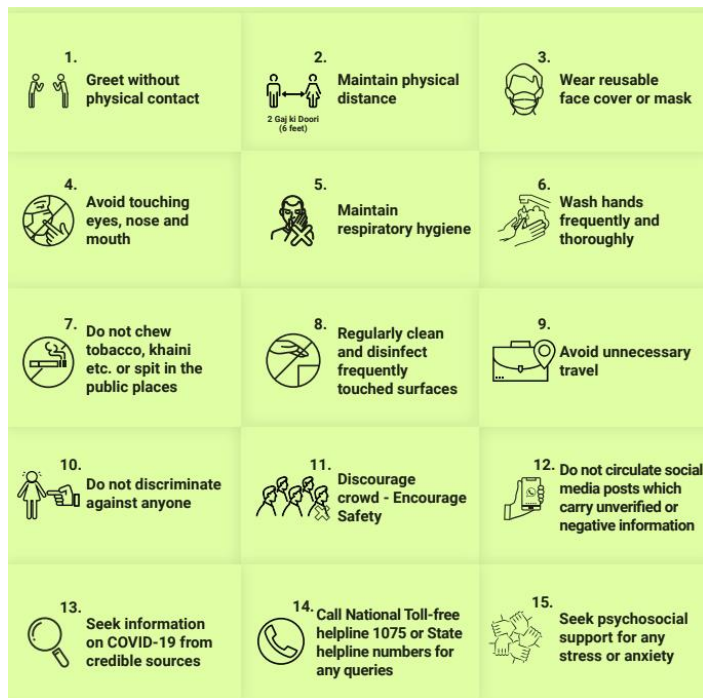 1.
Greet without
physical contact
2.
Maintain physical
distance
2 Gaj ki Doori
(6 feet)
3.
Wear reusable
face cover or mask
4.
Avoid touching
eyes, nose and
mouth
5.
Maintain
respiratory hygiene
6.
Wash hands
frequently and
thoroughly
7.
Do not chew
tobacco, khaini
etc. or spit in the
public places
8.
Regularly clean
and disinfect
frequently
touched surfaces
9.
Avoid unnecessary
travel
10.
Do not discriminate
against anyone
11.
Discourage
crowd - Encourage
Safety
12.
Do not circulate social
media posts which
carry unverified or
negative information
13.
Seek information
on COVID-19 from
credible sources
14.
Call National Toll-free
helpline 1075 or State
helpline numbers for
any queries
15.
Seek psychosocial
support for any
stress or anxiety